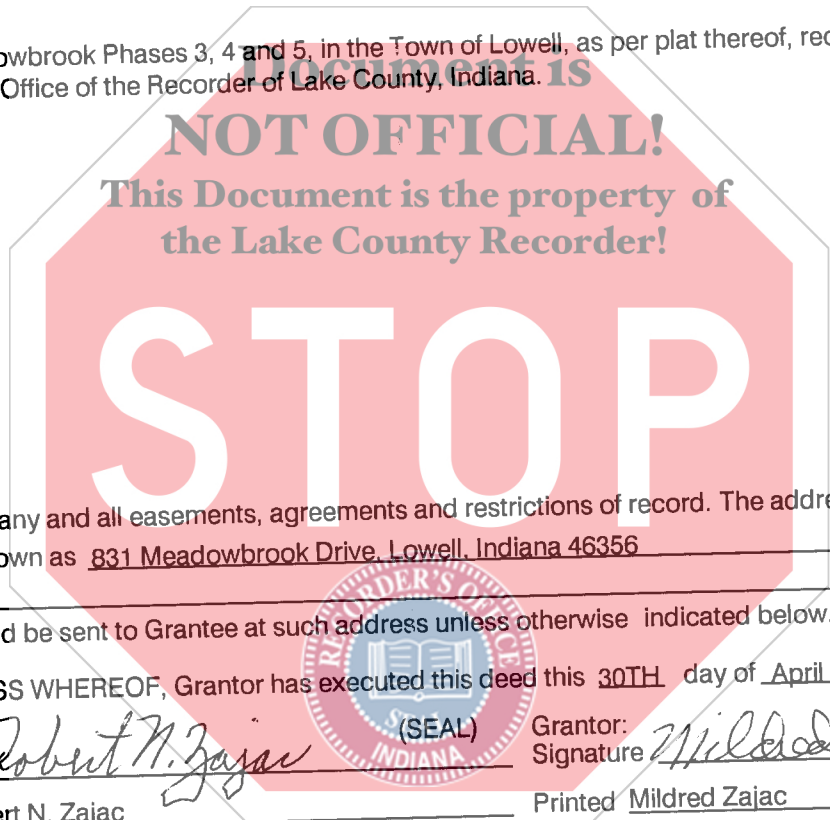 owbrook Phases 3, 4 and 5, in the Town of Lowell, as per plat thereof, rec
Office of the Recorder of Lake County, Indiana.
Document is
NOT OFFICIAL!
This Document is the property of
the Lake County Recorder!
STOP
any and all easements, agreements and restrictions of record. The addre
own as 831 Meadowbrook Drive, Lowell, Indiana 46356
d be sent to Grantee at such address unless otherwise indicated below.
SS WHEREOF, Grantor has executed this deed this 30TH day of April
Robert N. Zajac (SEAL) Grantor:
Signature Mildred
ert N. Zajac Printed Mildred Zajac
RECORDER'S OFFICE
SEAL
INDIANA